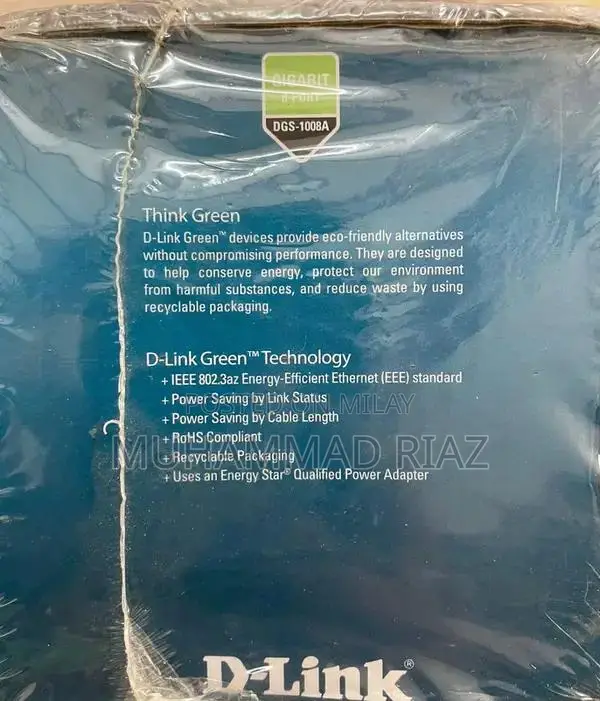 GIGABIT
8-PORT
DGS-1008A
Think Green
D-Link Green™ devices provide eco-friendly alternatives
without compromising performance. They are designed
to help conserve energy, protect our environment
from harmful substances, and reduce waste by using
recyclable packaging.
D-Link Green™ Technology
+ IEEE 802.3az Energy-Efficient Ethernet (EEE) standard
+ Power Saving by Link Status
POSTED ON MILAY
+ Power Saving by Cable Length
+ RoHS Compliant
MUHAMMAD RIAZ
+ Recyclable Packaging
+ Uses an Energy Star® Qualified Power Adapter
D-Link®